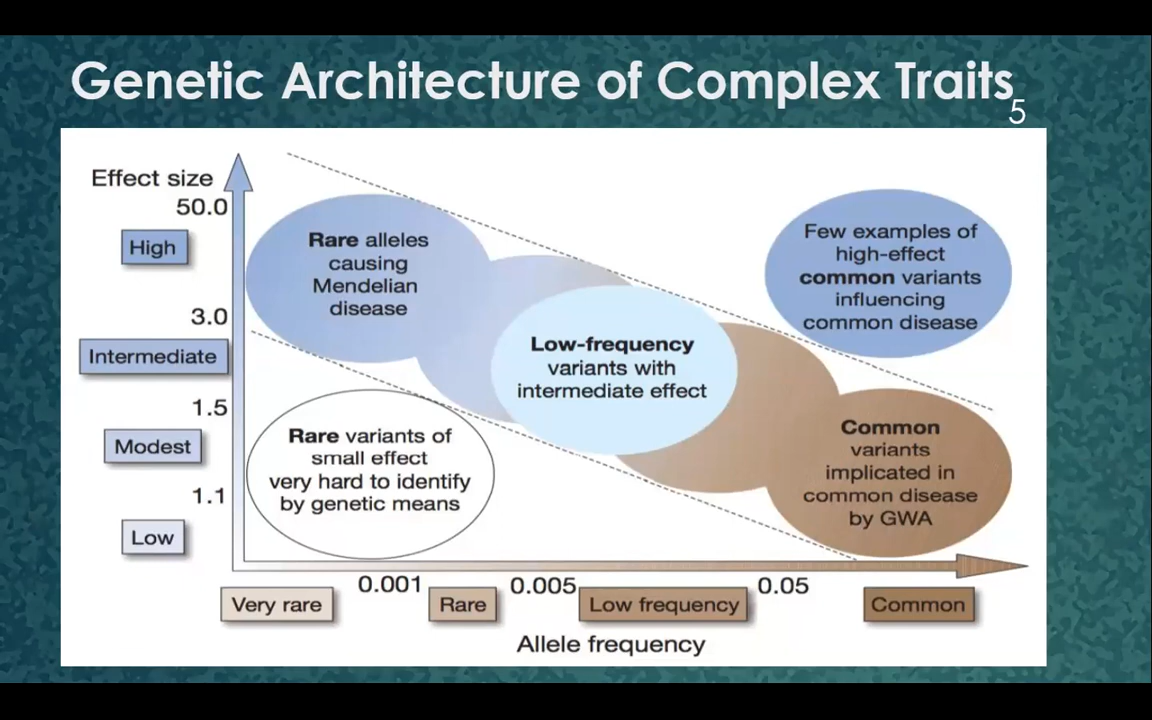 Genetic Architecture of Complex Traits
5
Effect size
50.0
High
3.0
Intermediate
1.5
Modest
1.1
Low
Rare alleles
causing
Mendelian
disease
Few examples of
high-effect
common variants
influencing
common disease
Low-frequency
variants with
intermediate effect
Rare variants of
small effect
very hard to identify
by genetic means
Common
variants
implicated in
common disease
by GWA
0.001
0.005
0.05
Very rare
Rare
Low frequency
Common
Allele frequency